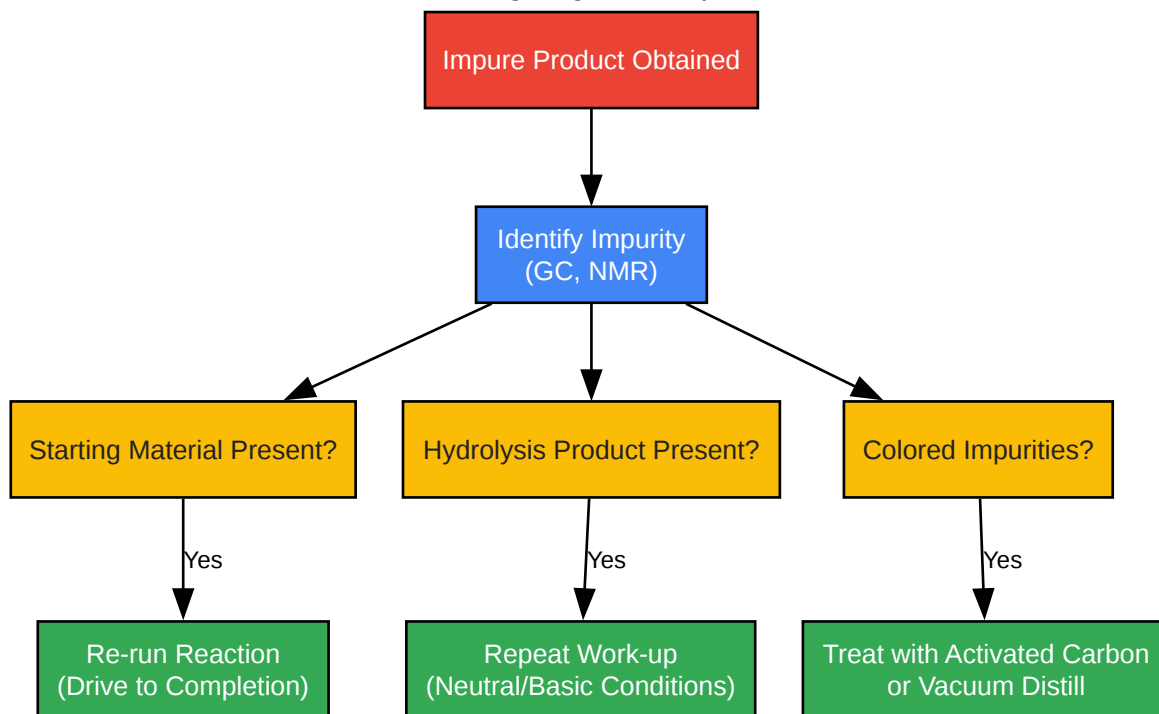 Impure Product Obtained
Identify Impurity
(GC, NMR)
Starting Material Present?
Hydrolysis Product Present?
Colored Impurities?
Yes
Yes
Yes
Re-run Reaction
(Drive to Completion)
Repeat Work-up
(Neutral/Basic Conditions)
Treat with Activated Carbon
or Vacuum Distill